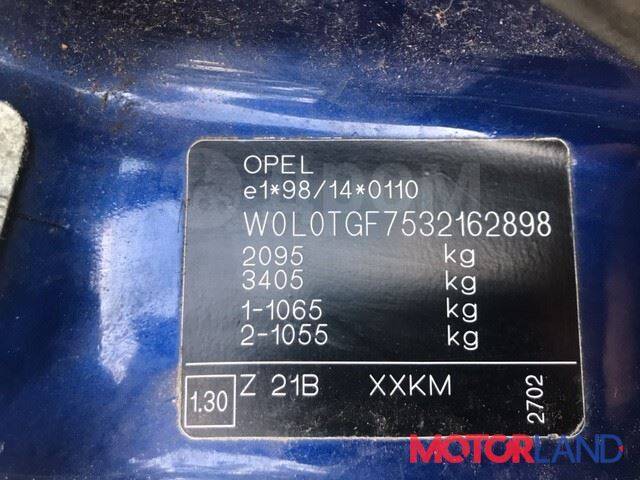 OPEL
e1*98/14*0110
W0L0TGF7532162898
2095 kg
3405 kg
1-1065 kg
2-1055 kg
1.30 Z 21B XXKM 2702
MOTORLAND